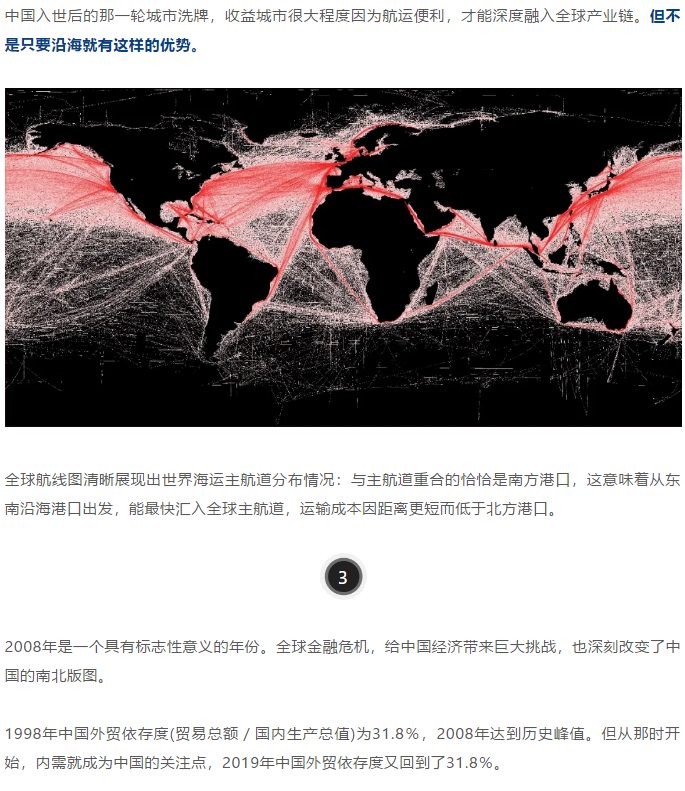 中国入世后的那一轮城市洗牌，收益城市很大程度因为航运便利，才能深度融入全球产业链。但不
是只要沿海就有这样的优势。
全球航线图清晰展现出世界海运主航道分布情况：与主航道重合的恰恰是南方港口，这意味着从东
南沿海港口出发，能最快汇入全球主航道，运输成本因距离更短而低于北方港口。
3
2008年是一个具有标志性意义的年份。全球金融危机，给中国经济带来巨大挑战，也深刻改变了中
国的南北版图。
1998年中国外贸依存度(贸易总额 / 国内生产总值)为31.8%，2008年达到历史峰值。但从那时开
始，内需就成为中国的关注点，2019年中国外贸依存度又回到了31.8%。